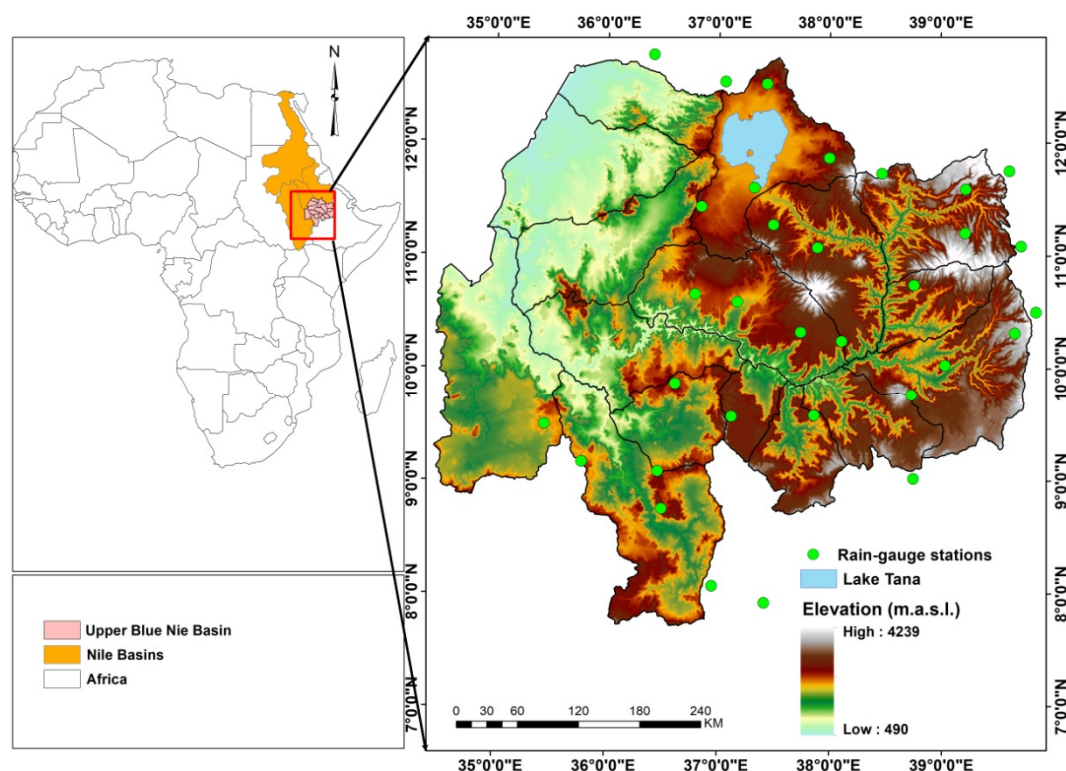 N
Upper Blue Nie Basin
Nile Basins
Africa
35°0'0"E 36°0'0"E 37°0'0"E 38°0'0"E 39°0'0"E
12°0'0"N
11°0'0"N
10°0'0"N
9°0'0"N
8°0'0"N
7°0'0"N
12°0'0"N
11°0'0"N
10°0'0"N
9°0'0"N
8°0'0"N
7°0'0"N
Rain-gauge stations
Lake Tana
Elevation (m.a.s.l.)
High : 4239
Low : 490
0 30 60 120 180 240
KM
35°0'0"E 36°0'0"E 37°0'0"E 38°0'0"E 39°0'0"E